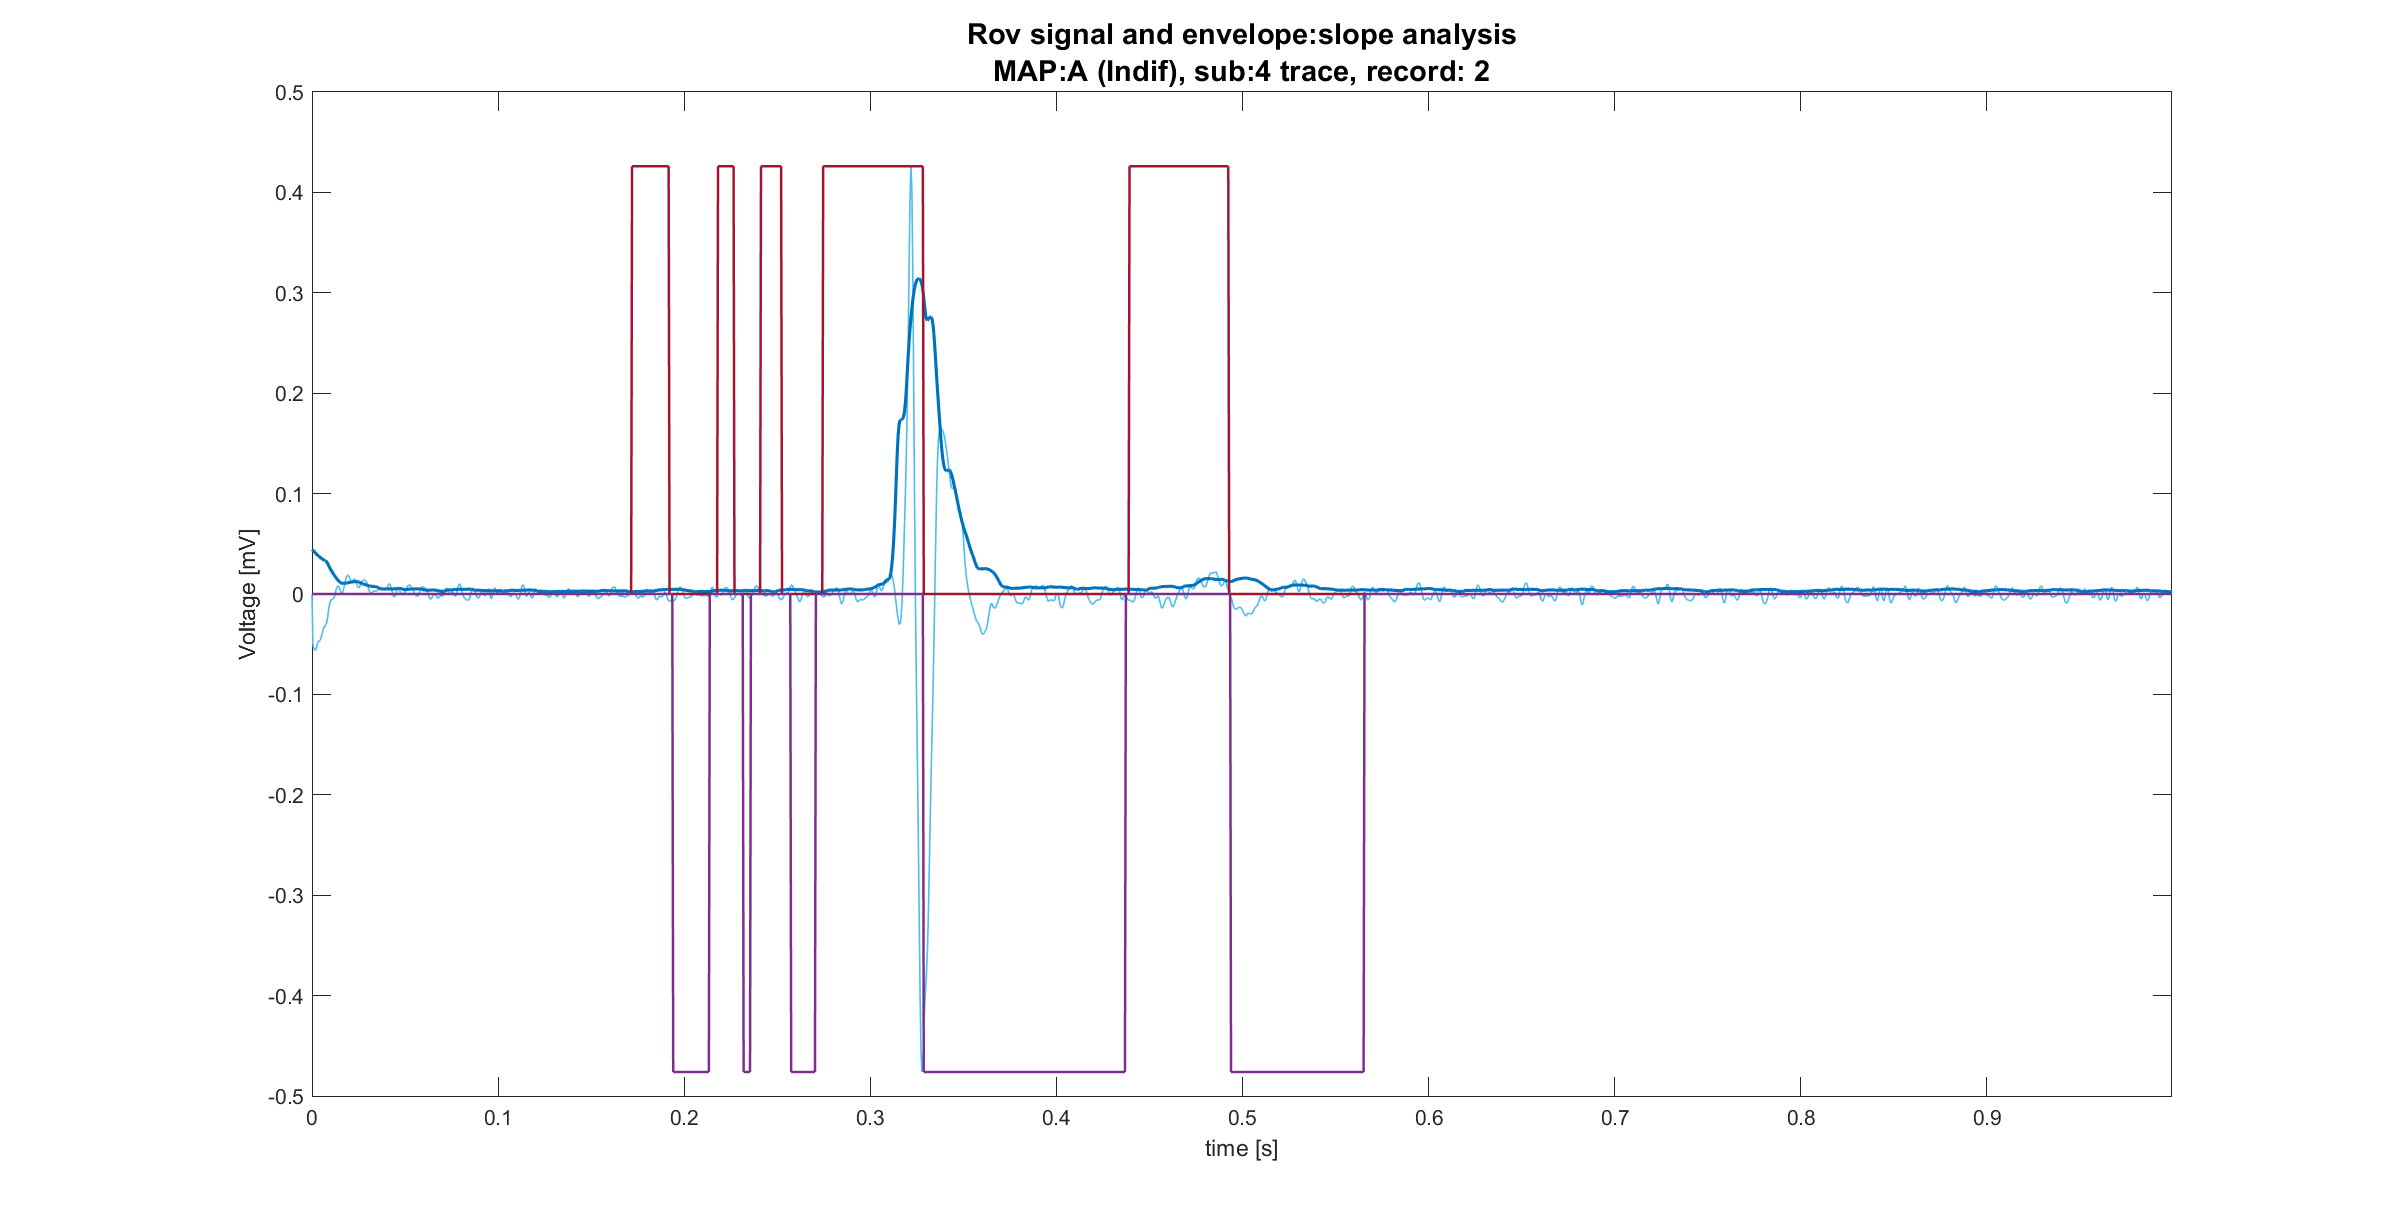 Rov signal and envelope:slope analysis
MAP:A (Indif), sub:4 trace, record: 2
0.5
0.4
0.3
0.2
0.1
0
-0.1
-0.2
-0.3
-0.4
-0.5
Voltage [mV]
0 0.1 0.2 0.3 0.4 0.5 0.6 0.7 0.8 0.9
time [s]